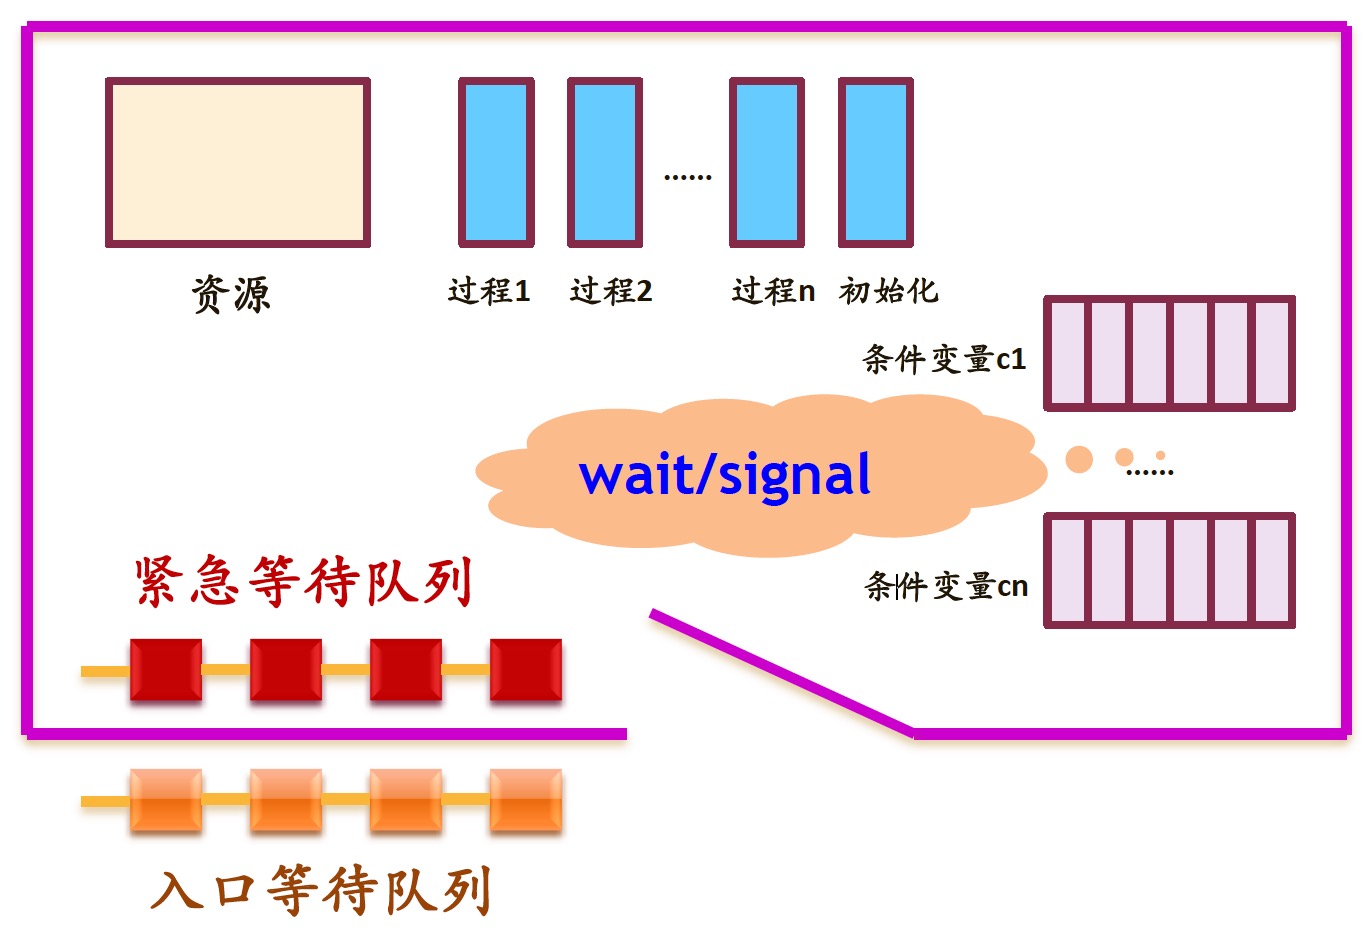 ......
资源
过程1
过程2
过程n
初始化
条件变量c1
wait/signal
......
条件变量cn
紧急等待队列
入口等待队列